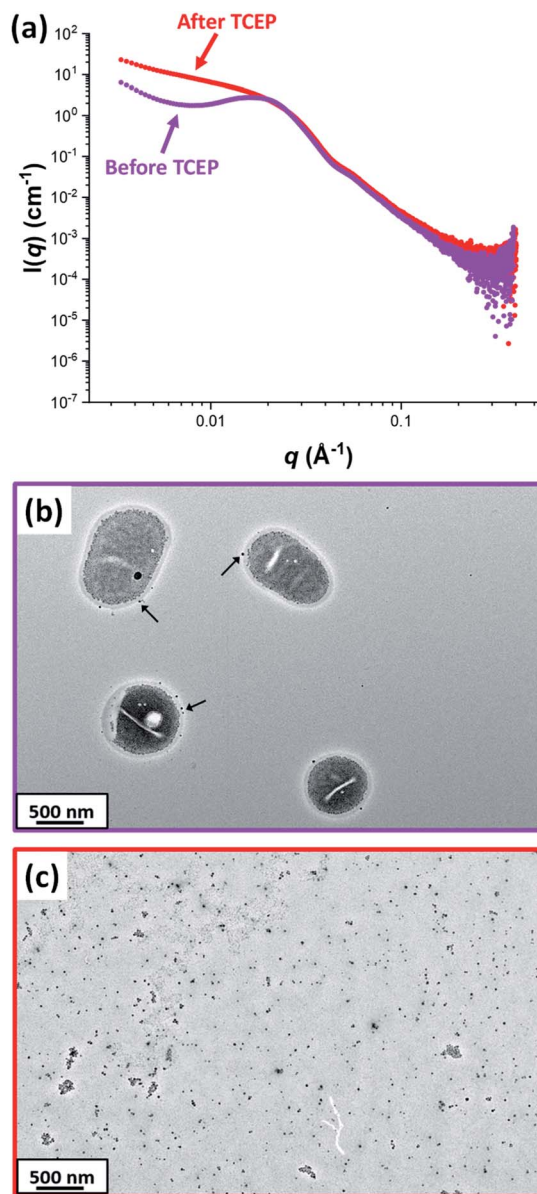 (a)
After TCEP
Before TCEP
I(q) (cm⁻¹)
10²
10¹
10⁰
10⁻¹
10⁻²
10⁻³
10⁻⁴
10⁻⁵
10⁻⁶
10⁻⁷
0.01
0.1
q (Å⁻¹)
(b)
500 nm
(c)
500 nm